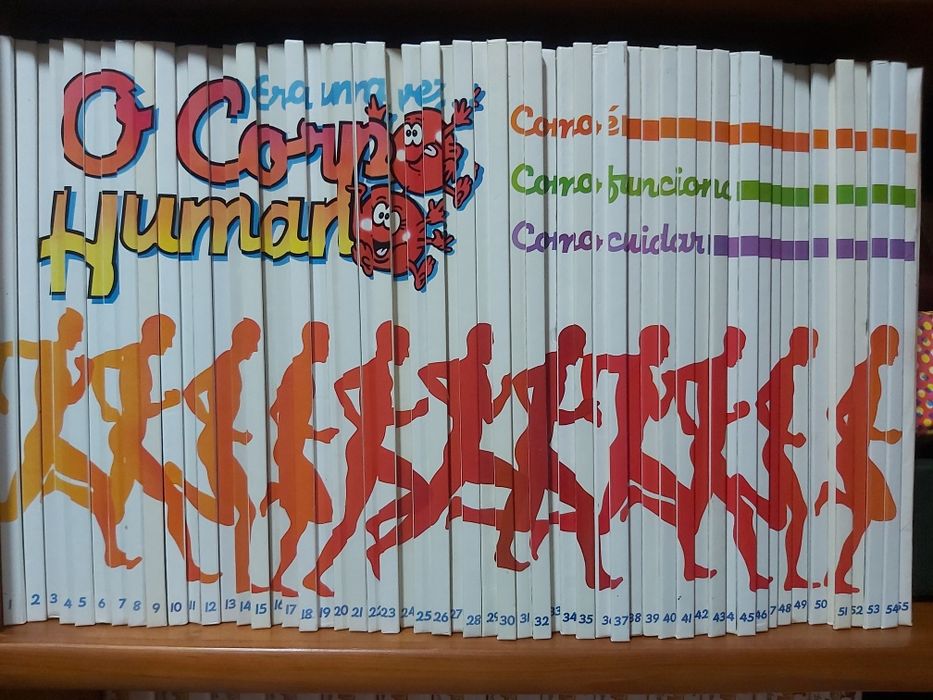 Era uma vez
O Corpo
Humano
Como é
Como funciona
Como cuidar
1 2 3 4 5 6 7 8 9 10 11 12 13 14 15 16 17 18 19 20 21 22 23 24 25 26 27 28 29 30 31 32 33 34 35 36 37 38 39 40 41 42 43 44 45 46 47 48 49 50 51 52 53 54 55